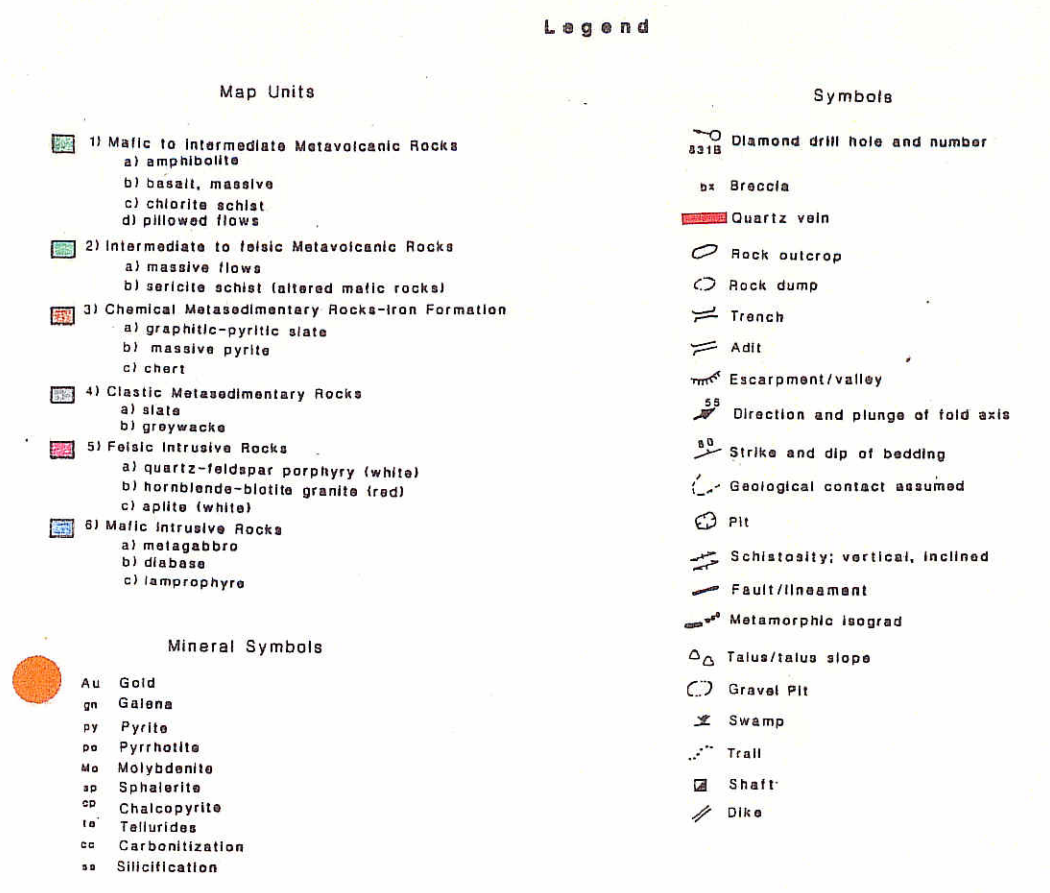 Legend
Map Units
1) Mafic to Intermediate Metavolcanic Rocks
a) amphibolite
b) basalt, massive
c) chlorite schist
d) pillowed flows
2) Intermediate to felsic Metavolcanic Rocks
a) massive flows
b) sericite schist (altered mafic rocks)
3) Chemical Metasedimentary Rocks-Iron Formation
a) graphitic-pyritic slate
b) massive pyrite
c) chert
4) Clastic Metasedimentary Rocks
a) slate
b) greywacke
5) Felsic Intrusive Rocks
a) quartz-feldspar porphyry (white)
b) hornblende-biotite granite (red)
c) aplite (white)
6) Mafic Intrusive Rocks
a) metagabbro
b) diabase
c) lamprophyre
Mineral Symbols
Au Gold
gn Galena
py Pyrite
po Pyrrhotite
Mo Molybdenite
sp Sphalerite
cp Chalcopyrite
te Tellurides
cc Carbonitization
Silicification
Symbols
8318 Diamond drill hole and number
bx Breccia
Quartz vein
Rock outcrop
Rock dump
Trench
Adit
Escarpment/valley
58 Direction and plunge of fold axis
80 Strike and dip of bedding
Geological contact assumed
Pit
Schistosity; vertical, inclined
Fault/lineament
Metamorphic isograd
Talus/talus slope
Gravel Pit
Swamp
Trail
Shaft
Dike